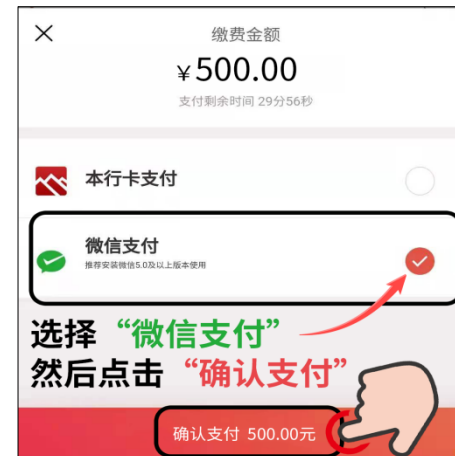 缴费金额
¥500.00
支付剩余时间 29分56秒
本行卡支付
微信支付
推荐安装微信5.0及以上版本使用
选择“微信支付”
然后点击“确认支付”
确认支付 500.00元